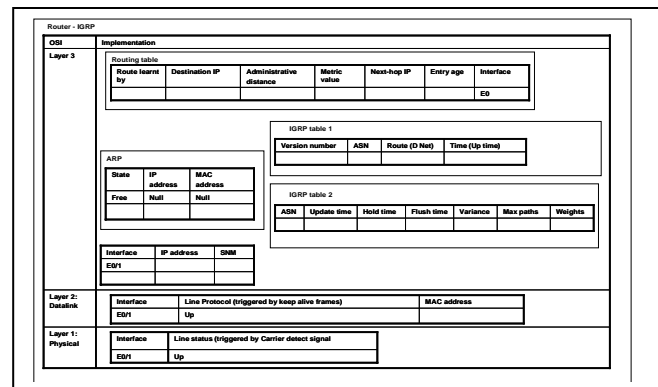 Router - IGRP
OSI Implementation
Layer 3
Routing table
Route learnt by Destination IP Administrative distance Metric value Next-hop IP Entry age Interface
E0
IGRP table 1
Version number ASN Route (D Net) Time (Up time)
ARP
State IP address MAC address
Free Null Null
IGRP table 2
ASN Update time Hold time Flush time Variance Max paths Weights
Interface IP address SNM
E0/1
Layer 2: Datalink
Interface Line Protocol (triggered by keep alive frames) MAC address
E0/1 Up
Layer 1: Physical
Interface Line status (triggered by Carrier detect signal
E0/1 Up